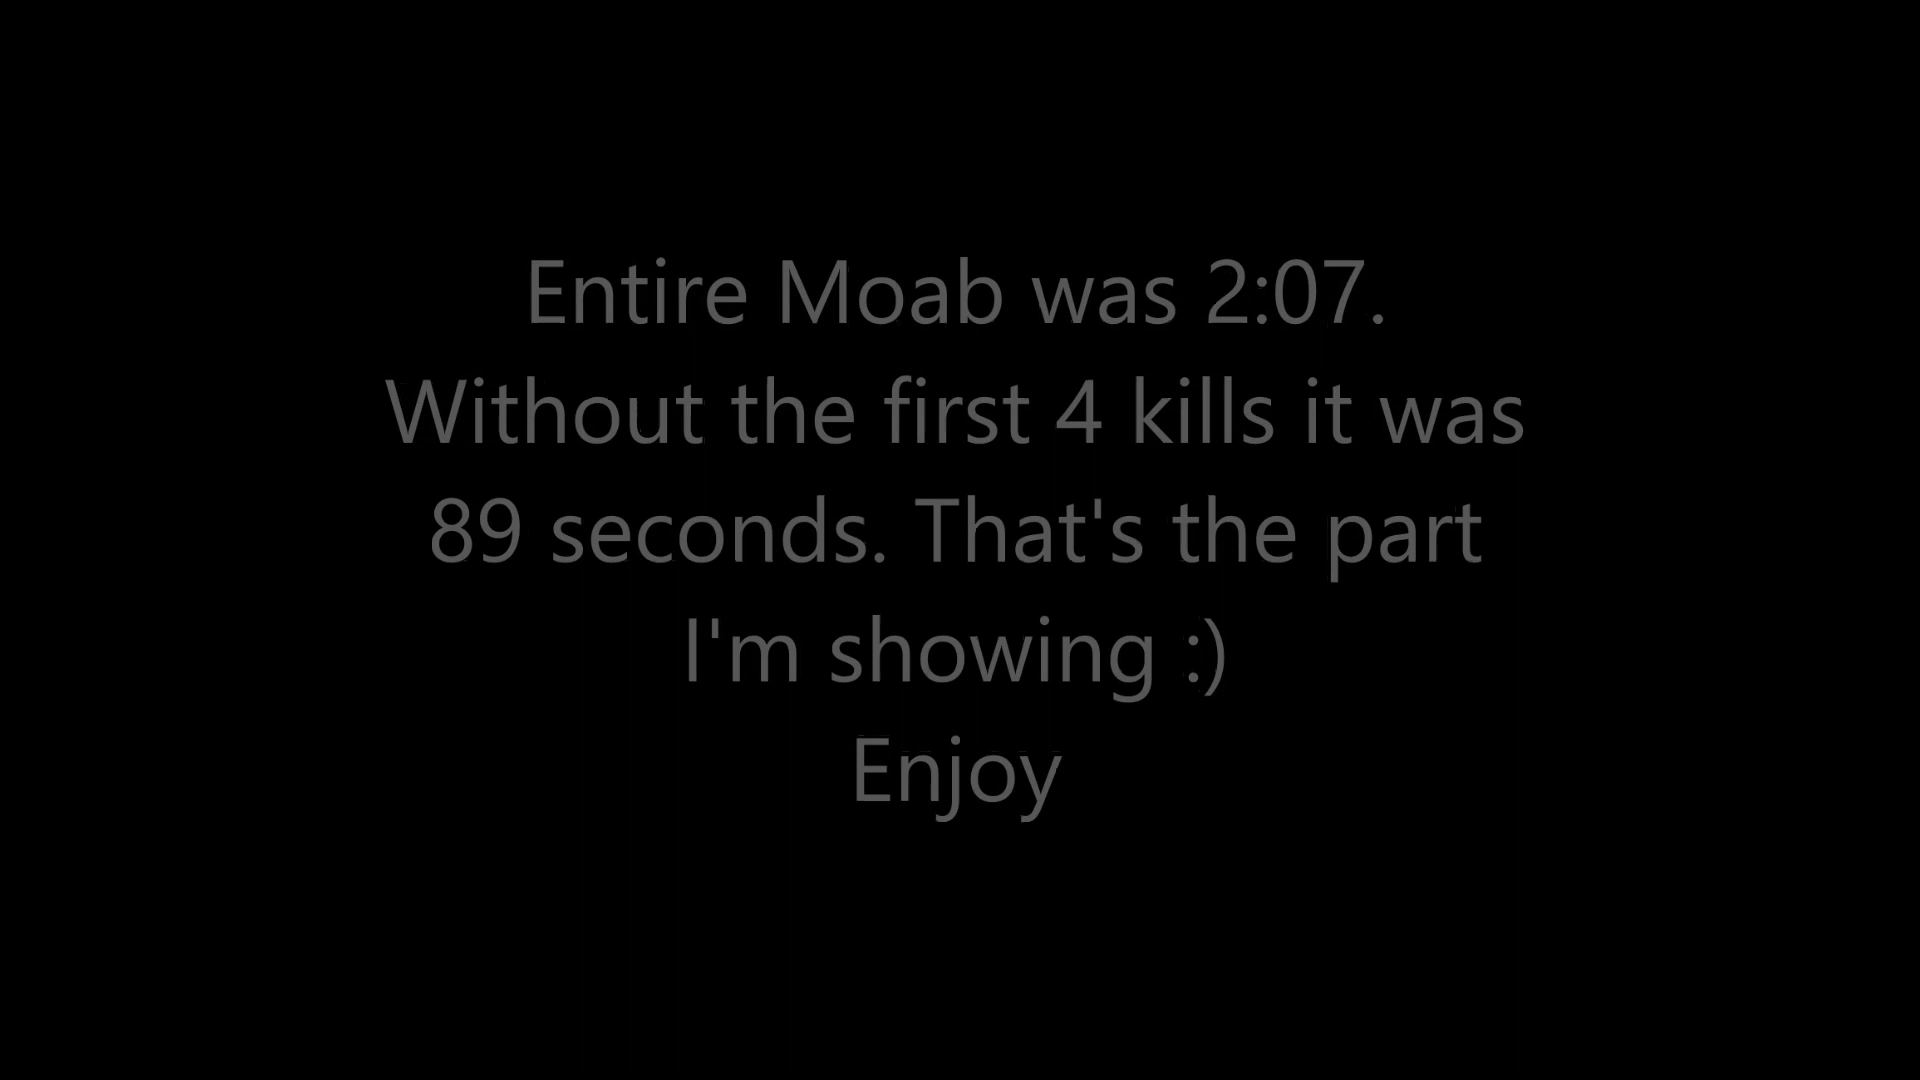 Entire Moab was 2:07.
Without the first 4 kills it was
89 seconds. That's the part
I'm showing :)
Enjoy